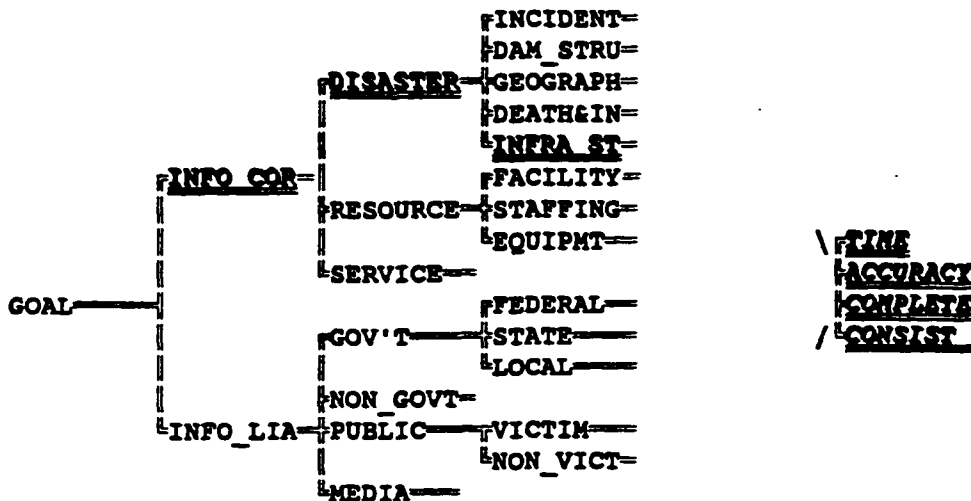 INCIDENT
DAM_STRU
DISASTER GEOGRAPH
DEATH&IN
INFRA_ST
INFO_COR FACILITY
RESOURCE STAFFING
EQUIPMT \ TIME
SERVICE ACCURACY
GOAL FEDERAL COMPLETE
GOV'T STATE / CONSIST
LOCAL
NON_GOVT
INFO_LIA PUBLIC VICTIM
NON_VICT
MEDIA